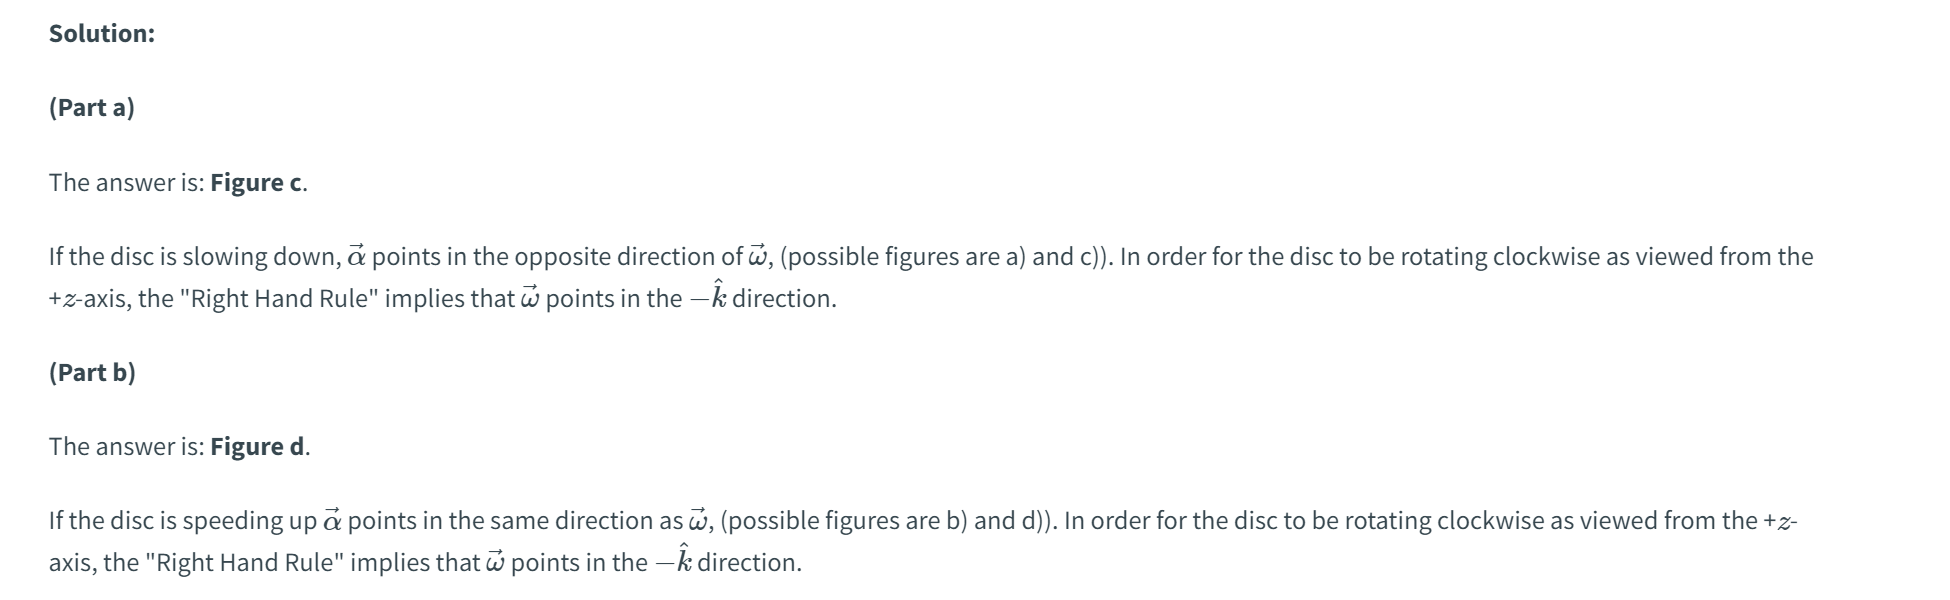 Solution:
(Part a)
The answer is: Figure c.
If the disc is slowing down, $\vec{\alpha}$ points in the opposite direction of $\vec{\omega}$, (possible figures are a) and c)). In order for the disc to be rotating clockwise as viewed from the
+$z$-axis, the "Right Hand Rule" implies that $\vec{\omega}$ points in the $-\hat{k}$ direction.
(Part b)
The answer is: Figure d.
If the disc is speeding up $\vec{\alpha}$ points in the same direction as $\vec{\omega}$, (possible figures are b) and d)). In order for the disc to be rotating clockwise as viewed from the +$z$-
axis, the "Right Hand Rule" implies that $\vec{\omega}$ points in the $-\hat{k}$ direction.